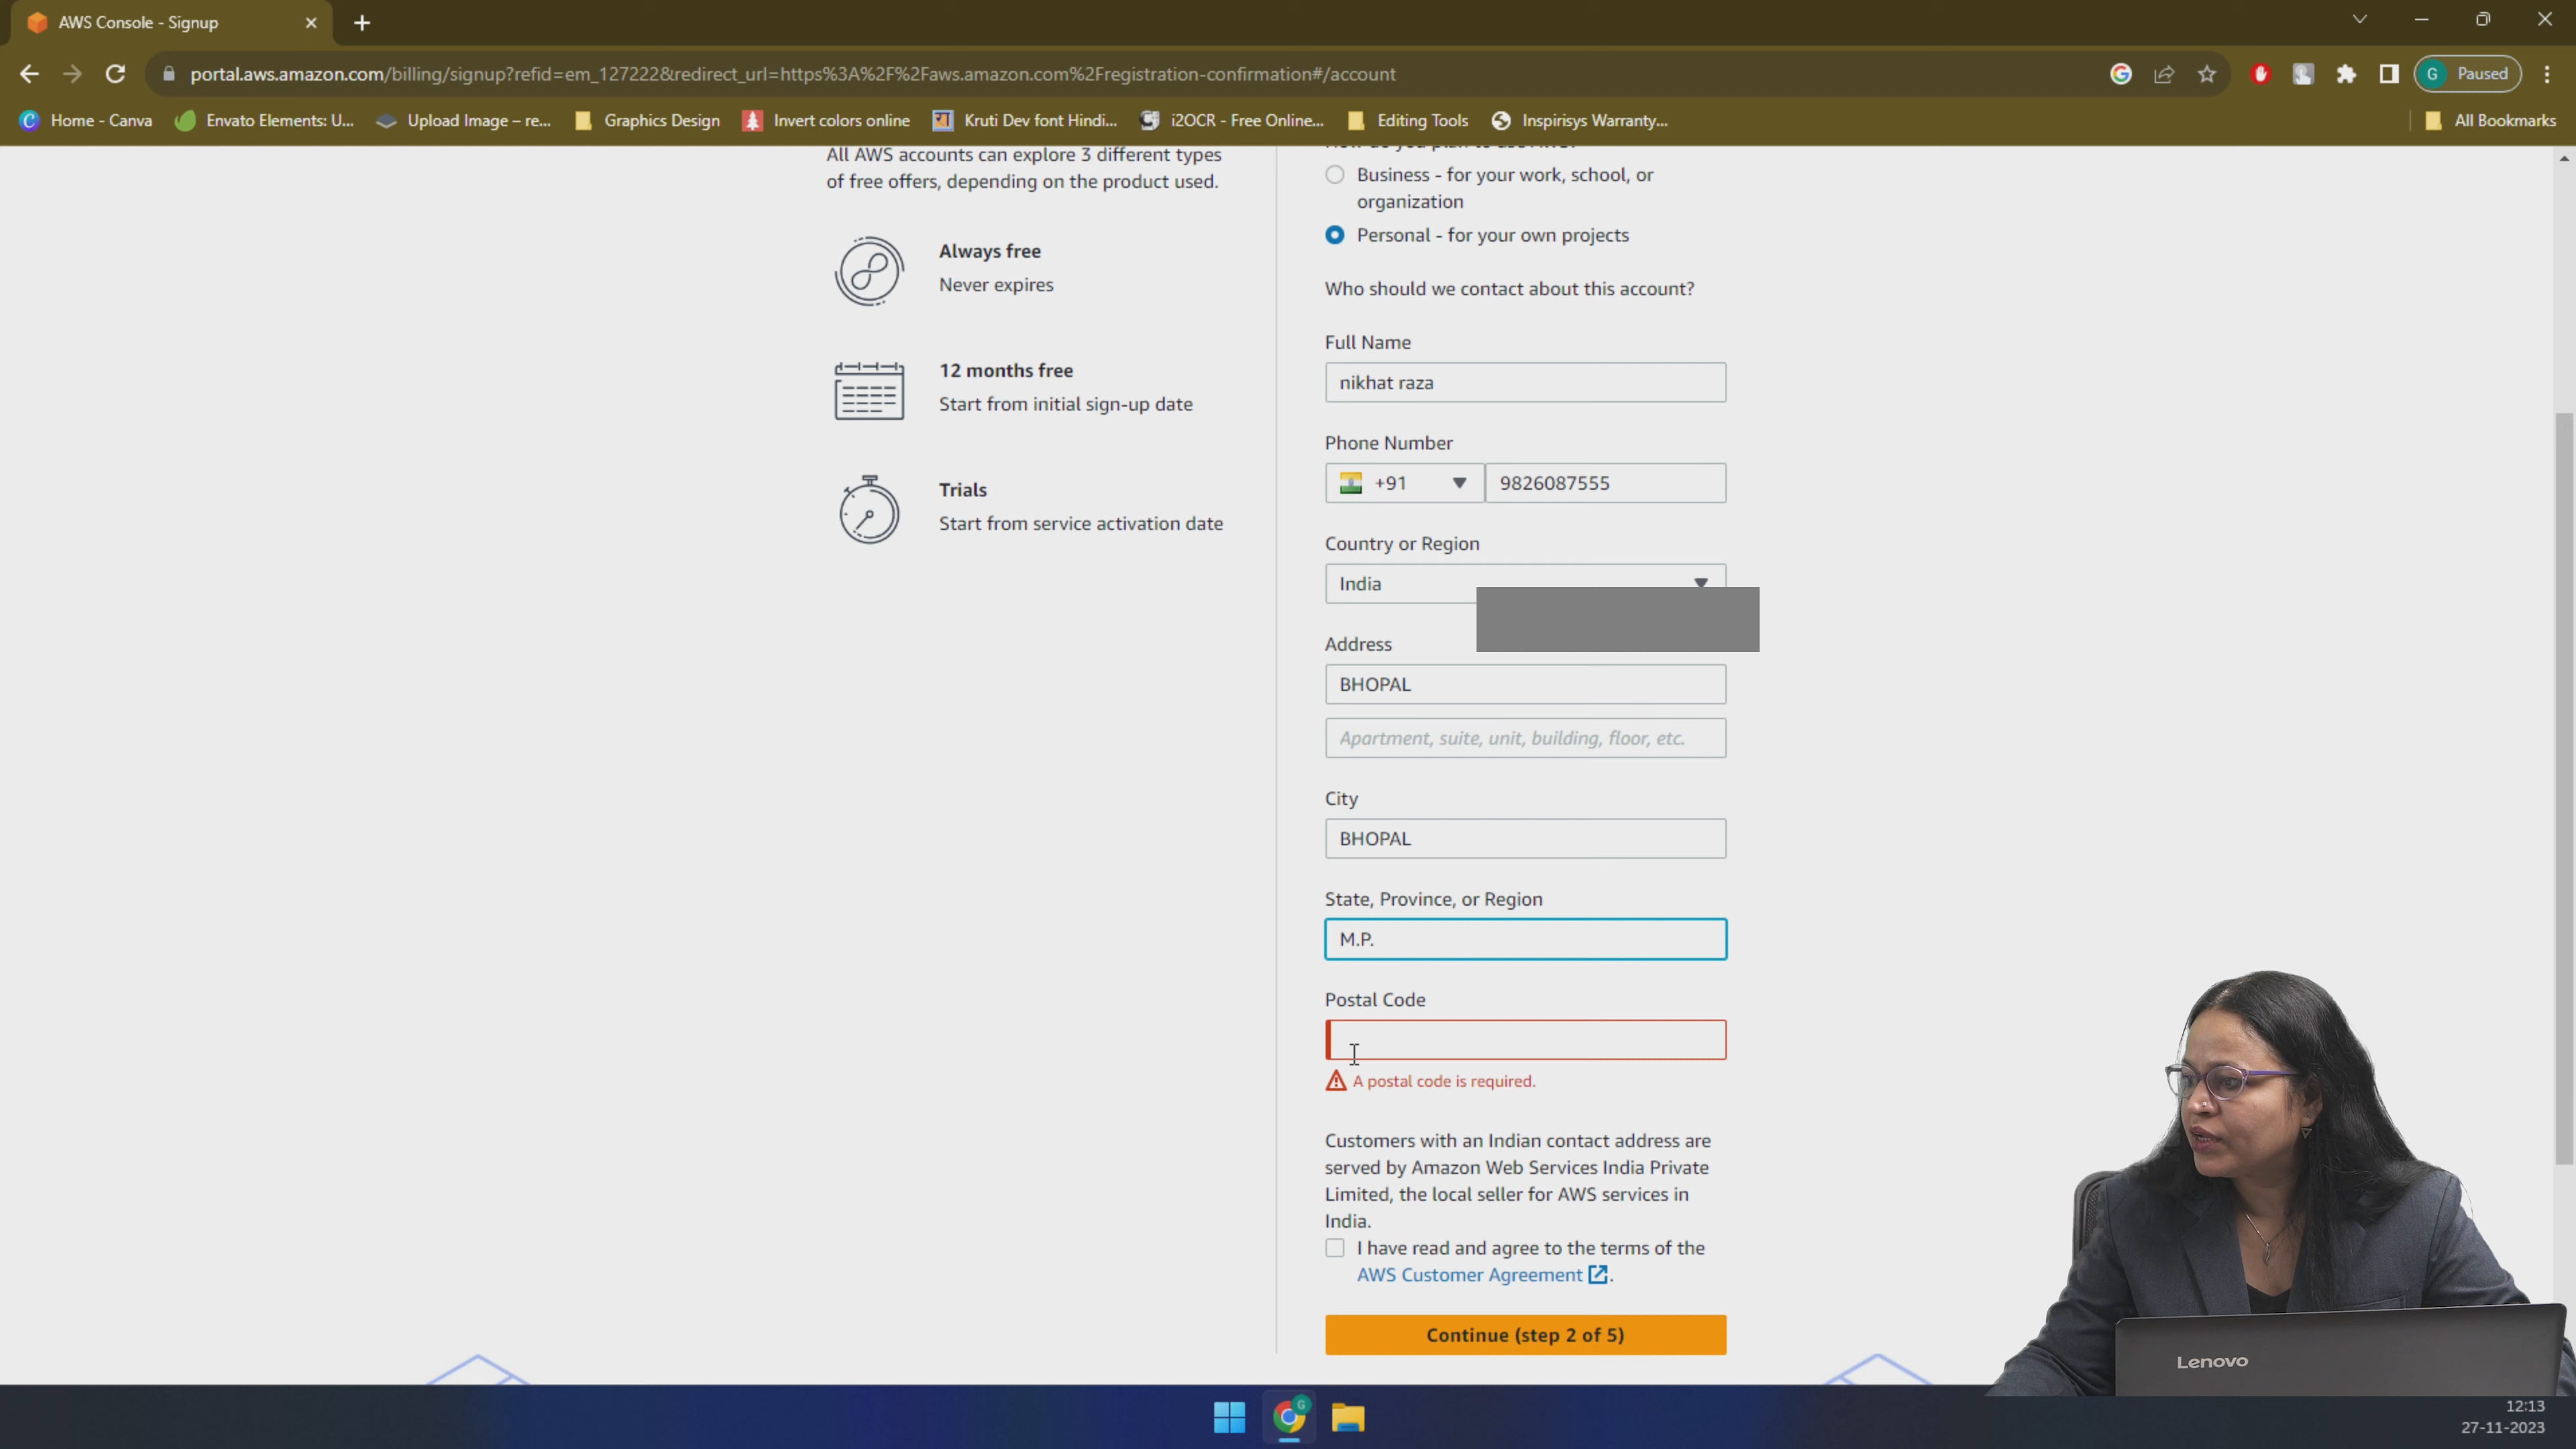 AWS Console - Signup
portal.aws.amazon.com/billing/signup?refid=em_127222&redirect_url=https%3A%2F%2Faws.amazon.com%2Fregistration-confirmation#/account
G Paused
Home - Canva
Envato Elements: U...
Upload Image – re...
Graphics Design
Invert colors online
Kruti Dev font Hindi...
i2OCR - Free Online...
Editing Tools
Inspirisys Warranty...
All Bookmarks
All AWS accounts can explore 3 different types
of free offers, depending on the product used.
Always free
Never expires
12 months free
Start from initial sign-up date
Trials
Start from service activation date
Business - for your work, school, or
organization
Personal - for your own projects
Who should we contact about this account?
Full Name
nikhat raza
Phone Number
+91 9826087555
Country or Region
India
Address
BHOPAL
Apartment, suite, unit, building, floor, etc.
City
BHOPAL
State, Province, or Region
M.P.
Postal Code
A postal code is required.
Customers with an Indian contact address are
served by Amazon Web Services India Private
Limited, the local seller for AWS services in
India.
I have read and agree to the terms of the
AWS Customer Agreement.
Continue (step 2 of 5)
Lenovo
12:13
27-11-2023